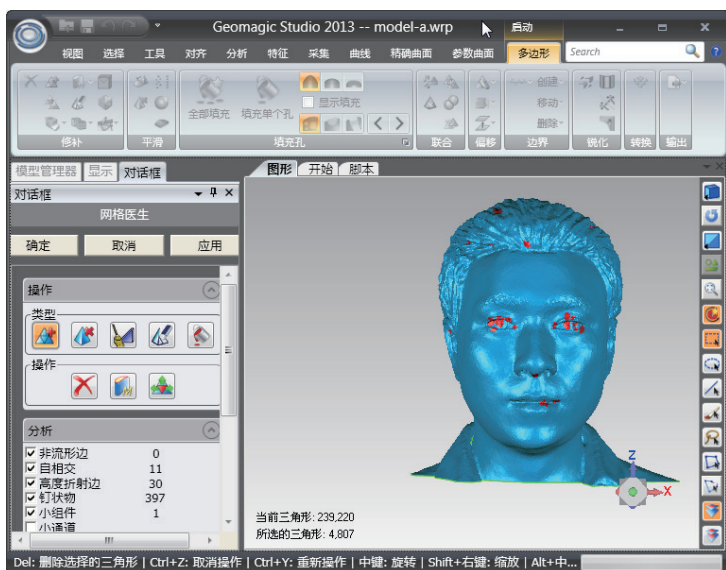 Geomagic Studio 2013 -- model-a.wrp
启动
视图 选择 工具 对齐 分析 特征 采集 曲线 精确曲面 参数曲面 多边形 Search
全部填充 填充单个孔 显示填充
创建
移动
删除
修补 平滑 填充孔 联合 偏移 边界 锐化 转换 输出
模型管理器 显示 对话框
图形 开始 脚本
对话框
网格医生
确定 取消 应用
操作
类型
操作
分析
非流形边 0
自相交 11
高度折射边 30
钉状物 397
小组件 1
小通道
Z
X
当前三角形: 239,220
所选的三角形: 4,807
Del: 删除选择的三角形 | Ctrl+Z: 取消操作 | Ctrl+Y: 重新操作 | 中键: 旋转 | Shift+右键: 缩放 | Alt+中...